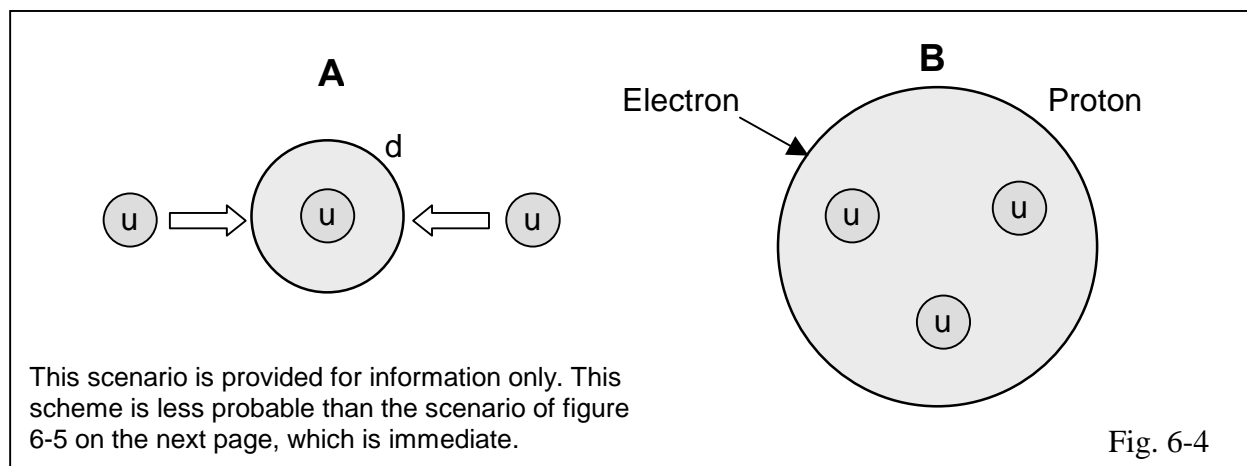 A
B
Electron
Proton
d
u
u
u
u
u
u
This scenario is provided for information only. This
scheme is less probable than the scenario of figure
6-5 on the next page, which is immediate.
Fig. 6-4